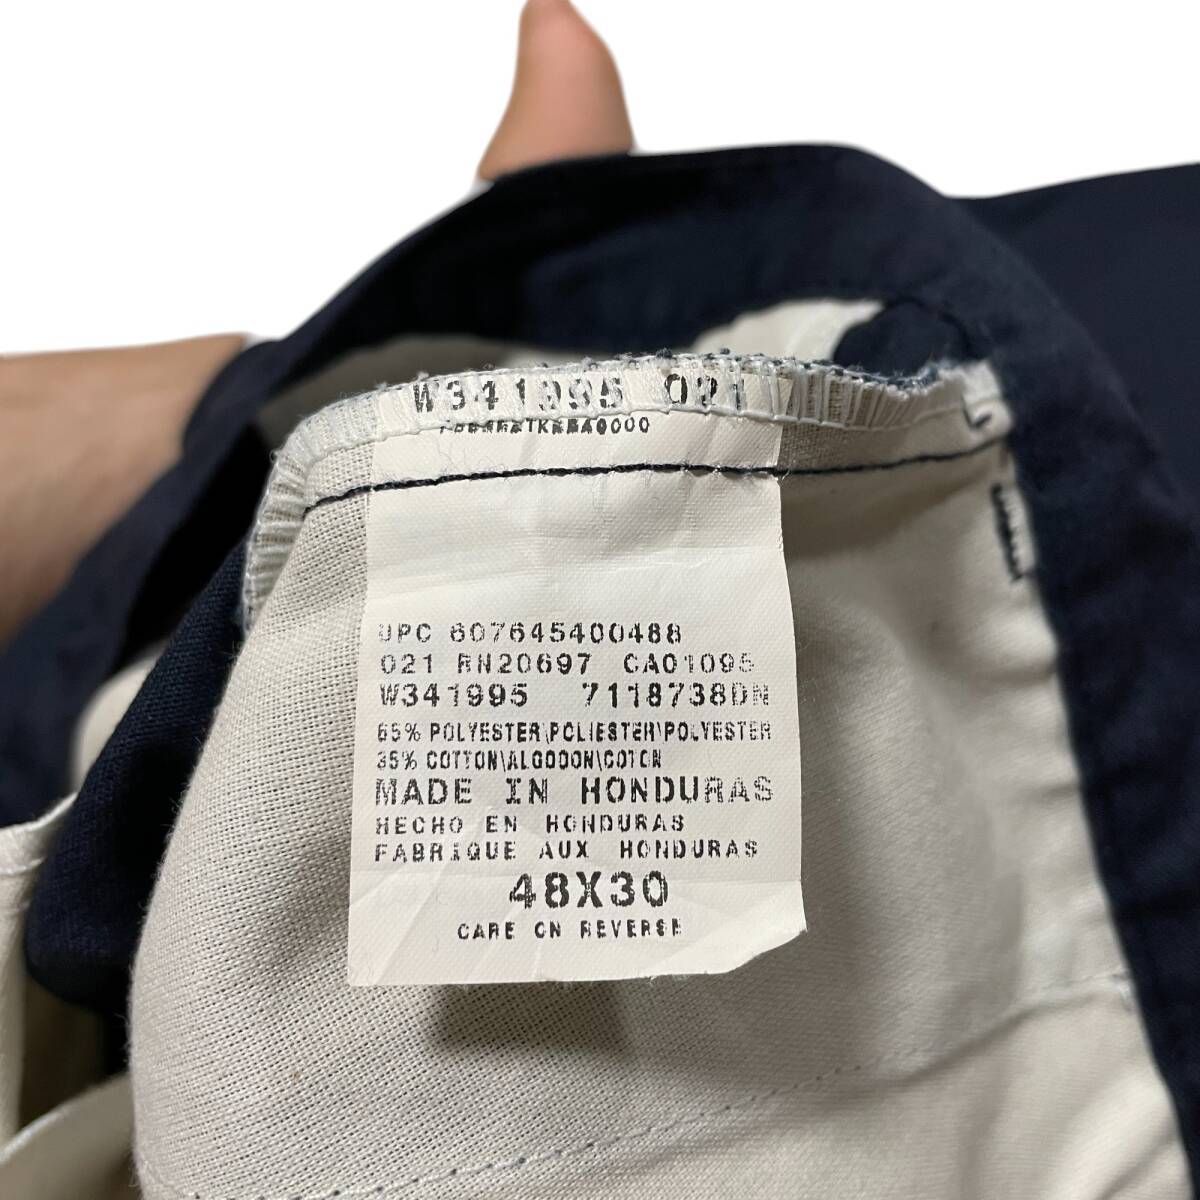 W341995 021
UPC 607645400488
021 RN20697 CA01095
W341995 7118738DN
65% POLYESTER\POLIESTER\POLYESTER
35% COTTON\ALGODON\COTON
MADE IN HONDURAS
HECHO EN HONDURAS
FABRIQUE AUX HONDURAS
48X30
CARE ON REVERSE